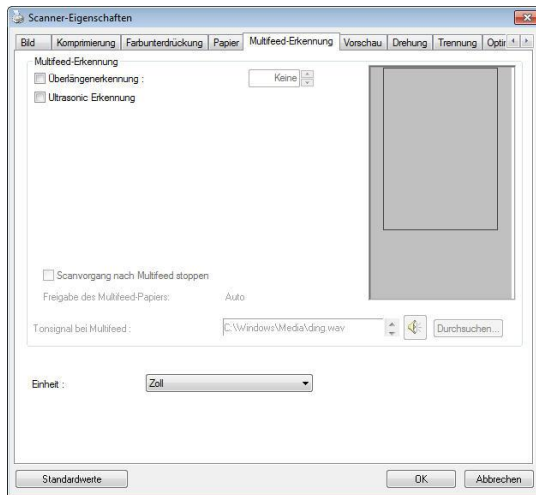 Scanner-Eigenschaften
Bild Komprimierung Farbunterdrückung Papier Multifeed-Erkennung Vorschau Drehung Trennung Optir
Multifeed-Erkennung
Überlängenerkennung : Keine
Ultrasonic Erkennung
Scanvorgang nach Multifeed stoppen
Freigabe des Multifeed-Papiers: Auto
Tonsignal bei Multifeed : C:\Windows\Media\ding.wav Durchsuchen...
Einheit : Zoll
Standardwerte OK Abbrechen